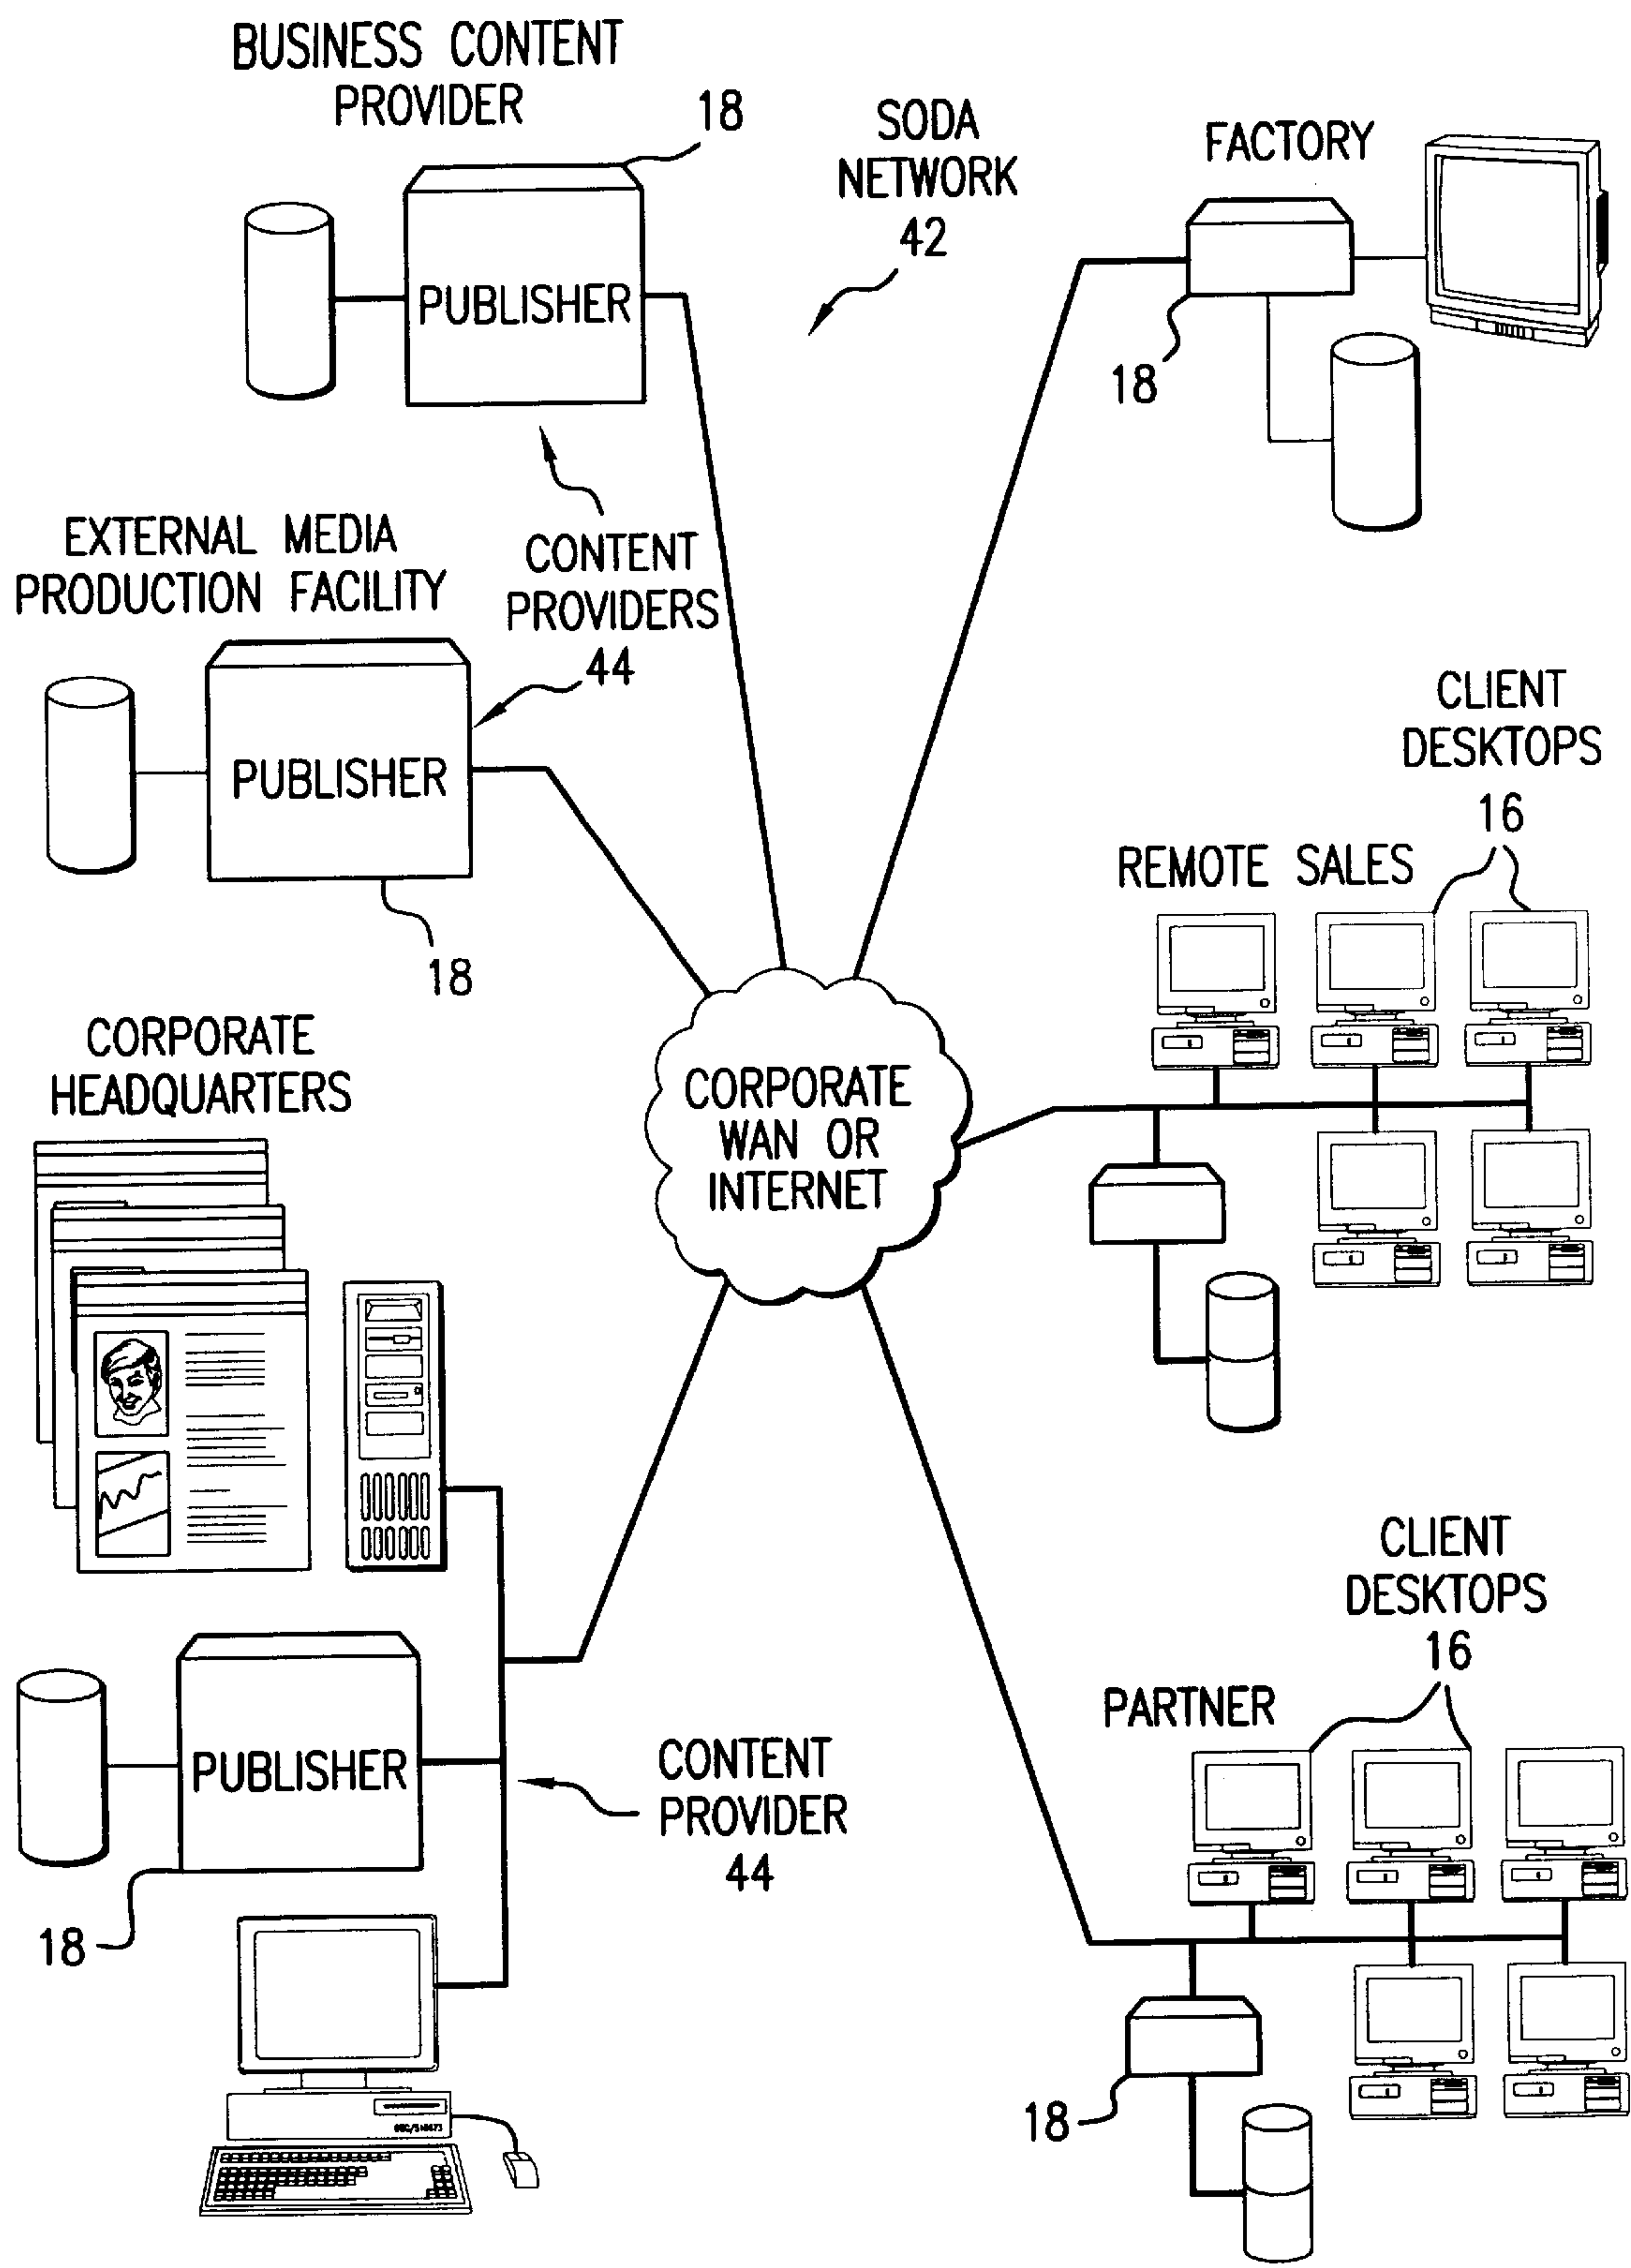 BUSINESS CONTENT
PROVIDER
18
SODA
NETWORK
42
FACTORY
PUBLISHER
18
CONTENT
PROVIDERS
44
EXTERNAL MEDIA
PRODUCTION FACILITY
PUBLISHER
18
CLIENT
DESKTOPS
16
REMOTE SALES
CORPORATE
HEADQUARTERS
CORPORATE
WAN OR
INTERNET
CLIENT
DESKTOPS
16
PARTNER
PUBLISHER
18
CONTENT
PROVIDER
44
18